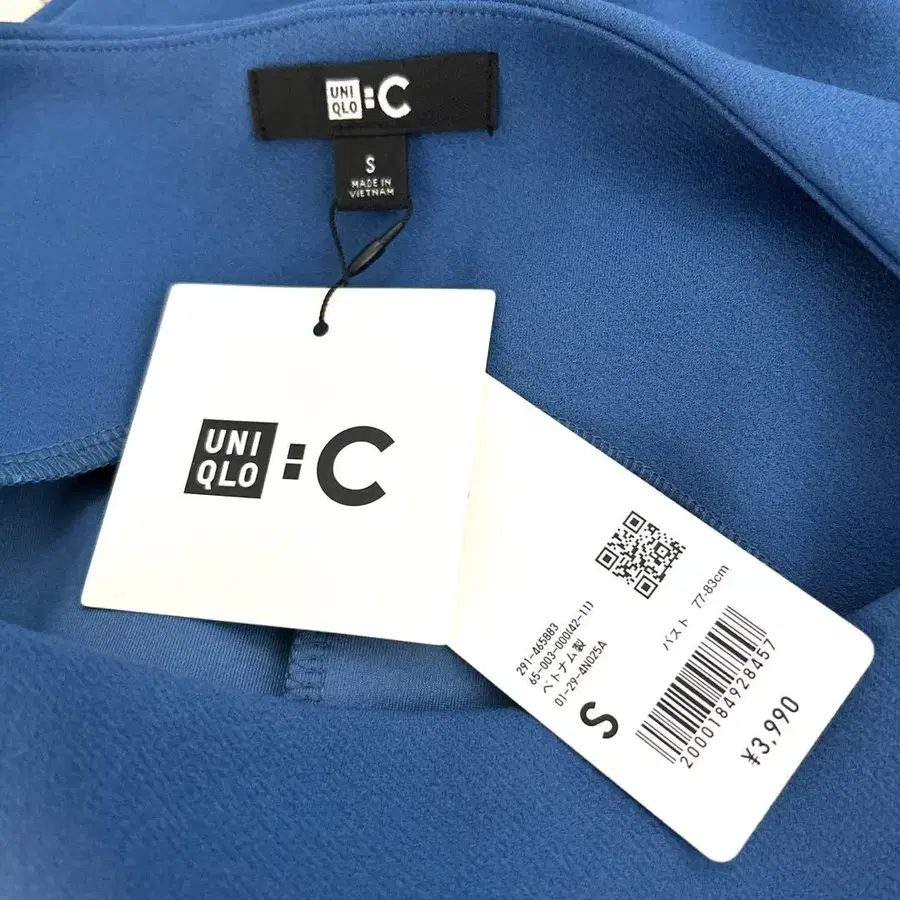 UNI
QLO
:C
S
MADE IN
VIETNAM
UNI
QLO
:C
291-465883
65-003-000(42-11)
ベトナム製
01-29-4N025A
S
バスト 77-83cm
2000184928457
¥3,990